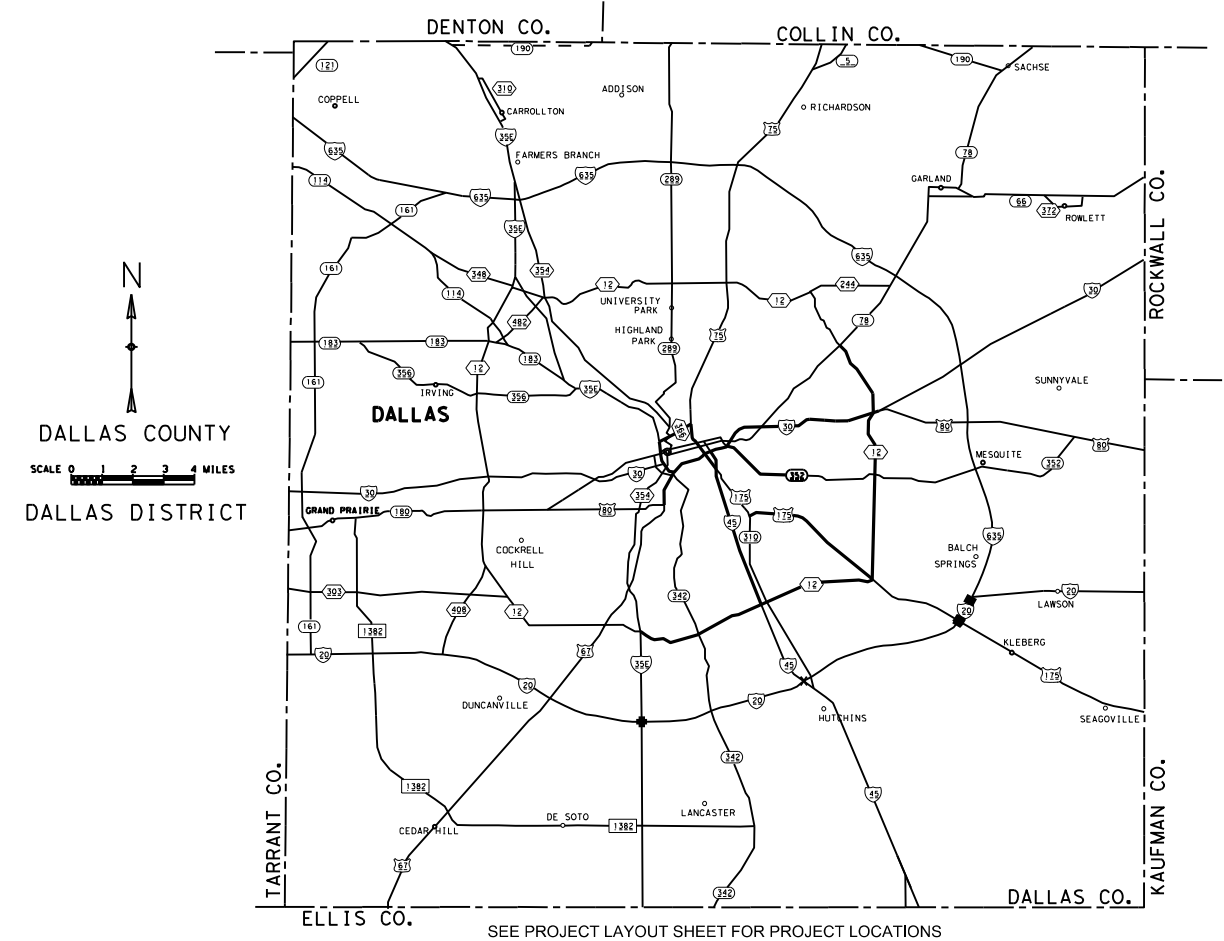 DENTON CO.
COLLIN CO.
190
5
190
SACHSE
121
COPPELL
310
ADDISON
CARROLLTON
RICHARDSON
75
35E
635
FARMERS BRANCH
78
635
114
289
GARLAND
635
161
66
372
ROWLETT
ROCKWALL CO.
35E
635
N
161
348
354
12
244
30
114
UNIVERSITY
PARK
12
482
78
HIGHLAND
PARK
75
183
183
289
183
12
356
161
IRVING
356
35E
SUNNYVALE
DALLAS
366
30
80
80
DALLAS COUNTY
12
MESQUITE
352
SCALE 0 1 2 3 4 MILES
30
352
30
354
175
DALLAS DISTRICT
GRAND PRAIRIE
180
80
175
45
310
635
COCKRELL
HILL
BALCH
SPRINGS
303
12
20
408
12
342
20
LAWSON
161
1382
KLEBERG
20
67
35E
45
175
20
20
DUNCANVILLE
HUTCHINS
SEAGOVILLE
342
TARRANT CO.
KAUFMAN CO.
1382
45
LANCASTER
DE SOTO
CEDAR HILL
1382
67
342
DALLAS CO.
ELLIS CO.
SEE PROJECT LAYOUT SHEET FOR PROJECT LOCATIONS